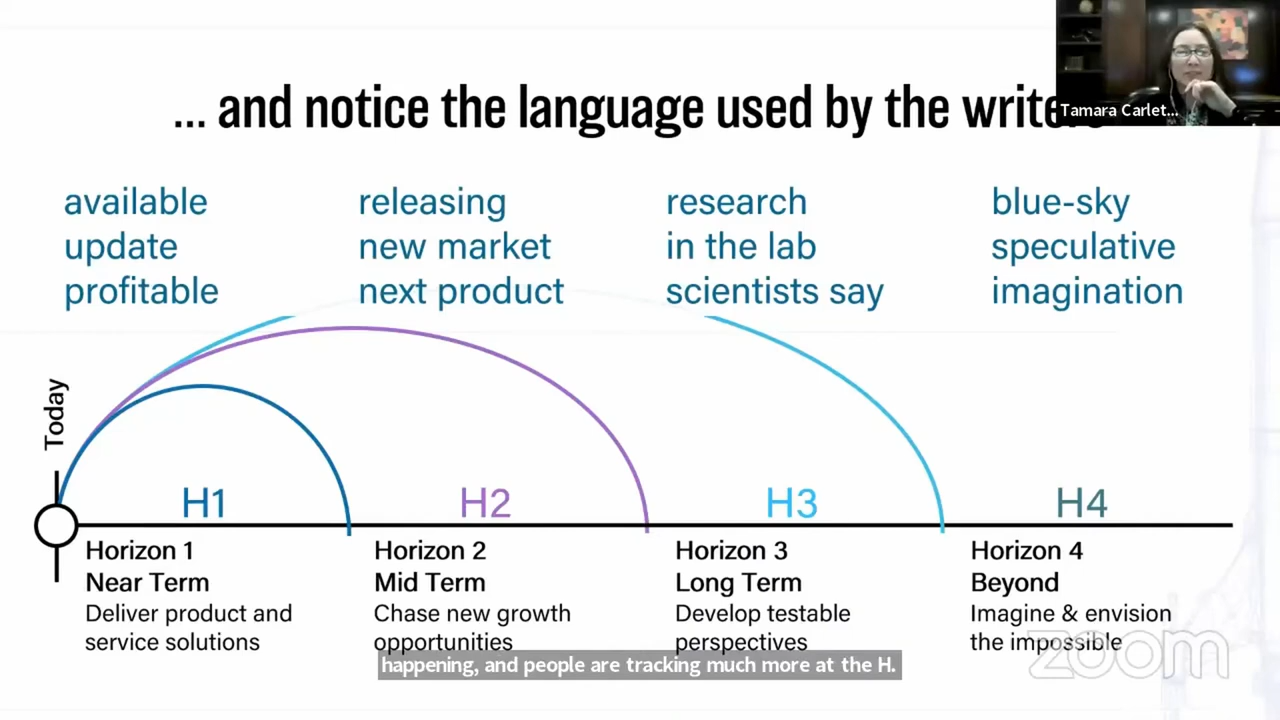 ... and notice the language used by the writers
Tamara Carlet...
available
update
profitable
releasing
new market
next product
research
in the lab
scientists say
blue-sky
speculative
imagination
Today
H1
H2
H3
H4
Horizon 1
Near Term
Deliver product and
service solutions
Horizon 2
Mid Term
Chase new growth
opportunities
Horizon 3
Long Term
Develop testable
perspectives
Horizon 4
Beyond
Imagine & envision
the impossible
happening, and people are tracking much more at the H.
zoom